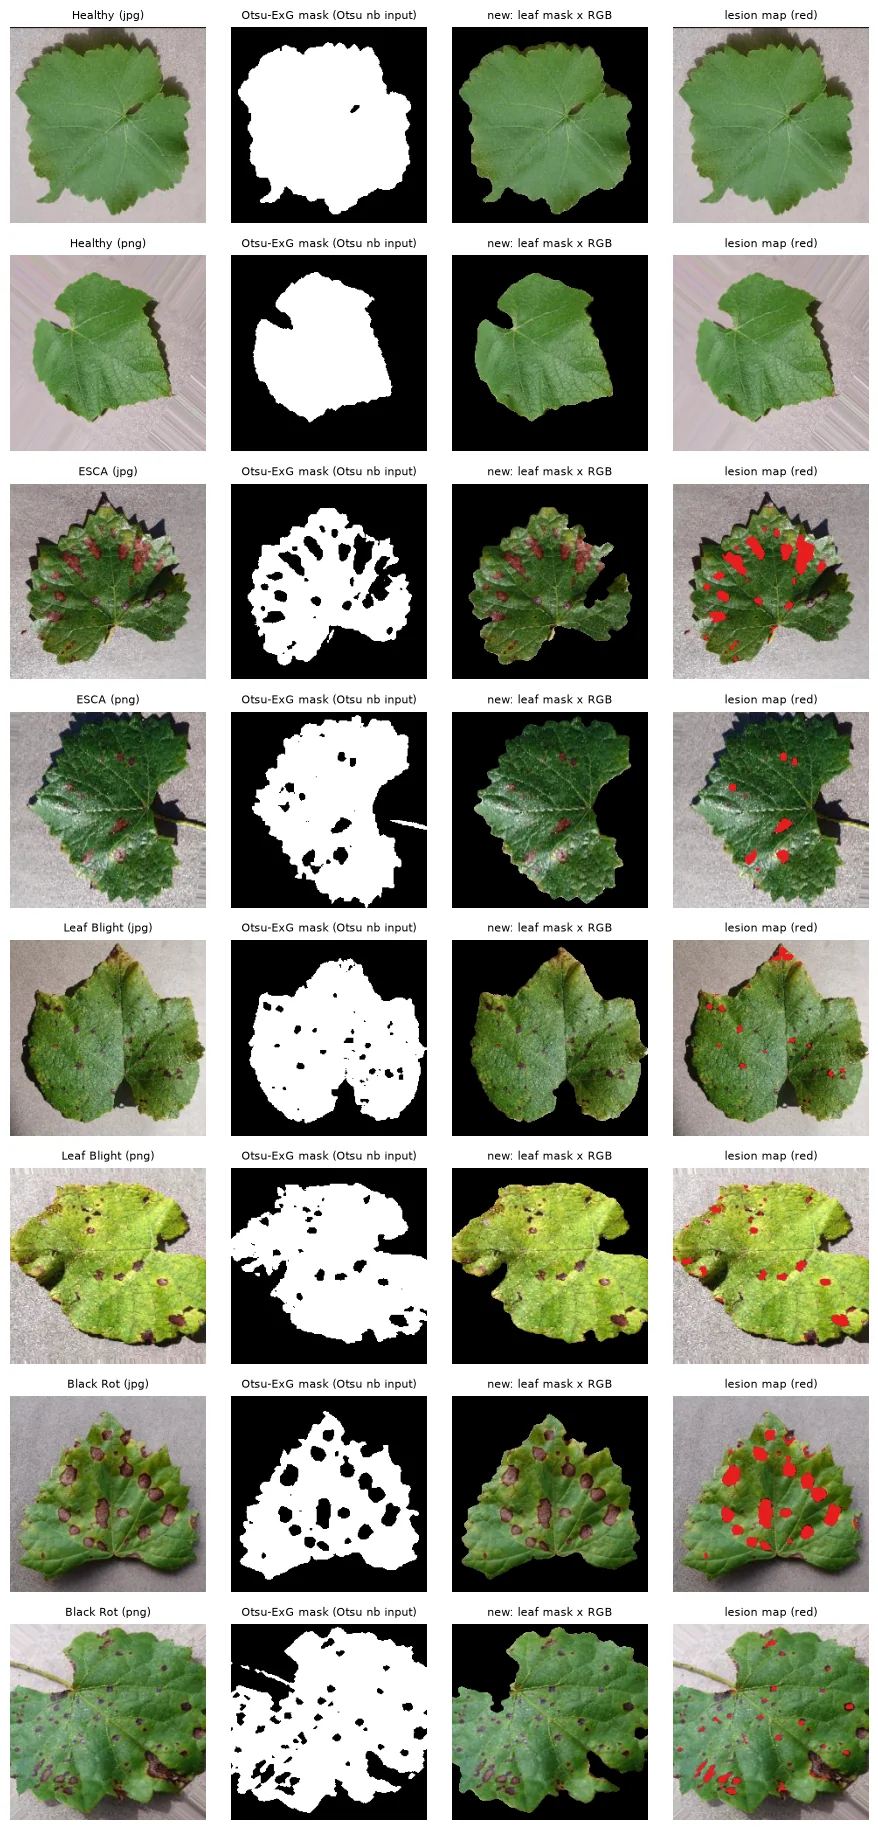 Healthy (jpg) Otsu-ExG mask (Otsu nb input) new: leaf mask x RGB lesion map (red)
Healthy (png) Otsu-ExG mask (Otsu nb input) new: leaf mask x RGB lesion map (red)
ESCA (jpg) Otsu-ExG mask (Otsu nb input) new: leaf mask x RGB lesion map (red)
ESCA (png) Otsu-ExG mask (Otsu nb input) new: leaf mask x RGB lesion map (red)
Leaf Blight (jpg) Otsu-ExG mask (Otsu nb input) new: leaf mask x RGB lesion map (red)
Leaf Blight (png) Otsu-ExG mask (Otsu nb input) new: leaf mask x RGB lesion map (red)
Black Rot (jpg) Otsu-ExG mask (Otsu nb input) new: leaf mask x RGB lesion map (red)
Black Rot (png) Otsu-ExG mask (Otsu nb input) new: leaf mask x RGB lesion map (red)